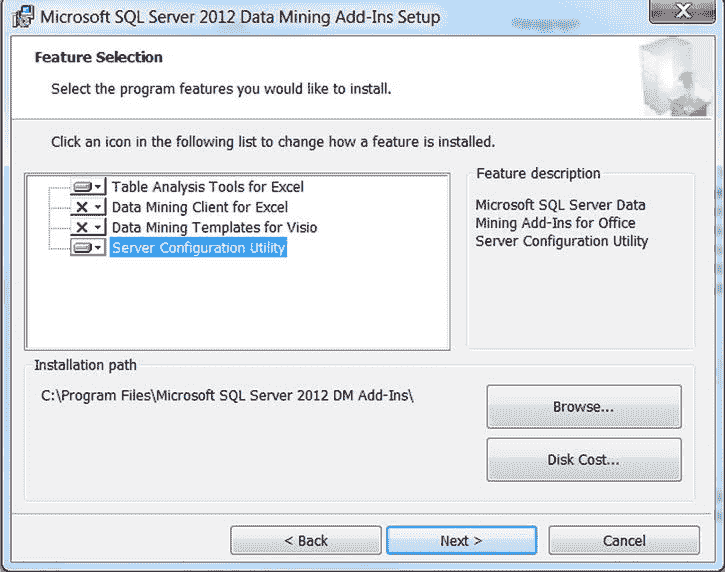 Microsoft SQL Server 2012 Data Mining Add-Ins Setup
Feature Selection
Select the program features you would like to install.
Click an icon in the following list to change how a feature is installed.
Table Analysis Tools for Excel
Data Mining Client for Excel
Data Mining Templates for Visio
Server Configuration Utility
Feature description
Microsoft SQL Server Data
Mining Add-Ins for Office
Server Configuration Utility
Installation path
C:\Program Files\Microsoft SQL Server 2012 DM Add-Ins\
Browse...
Disk Cost...
< Back
Next >
Cancel